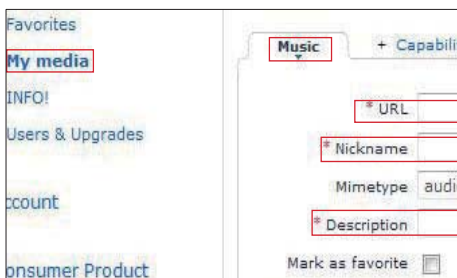 Favorites
My media
INFO!
Users & Upgrades
ccount
onsumer Product
Music
+ Capabili
* URL
* Nickname
Mimetype audi
* Description
Mark as favorite